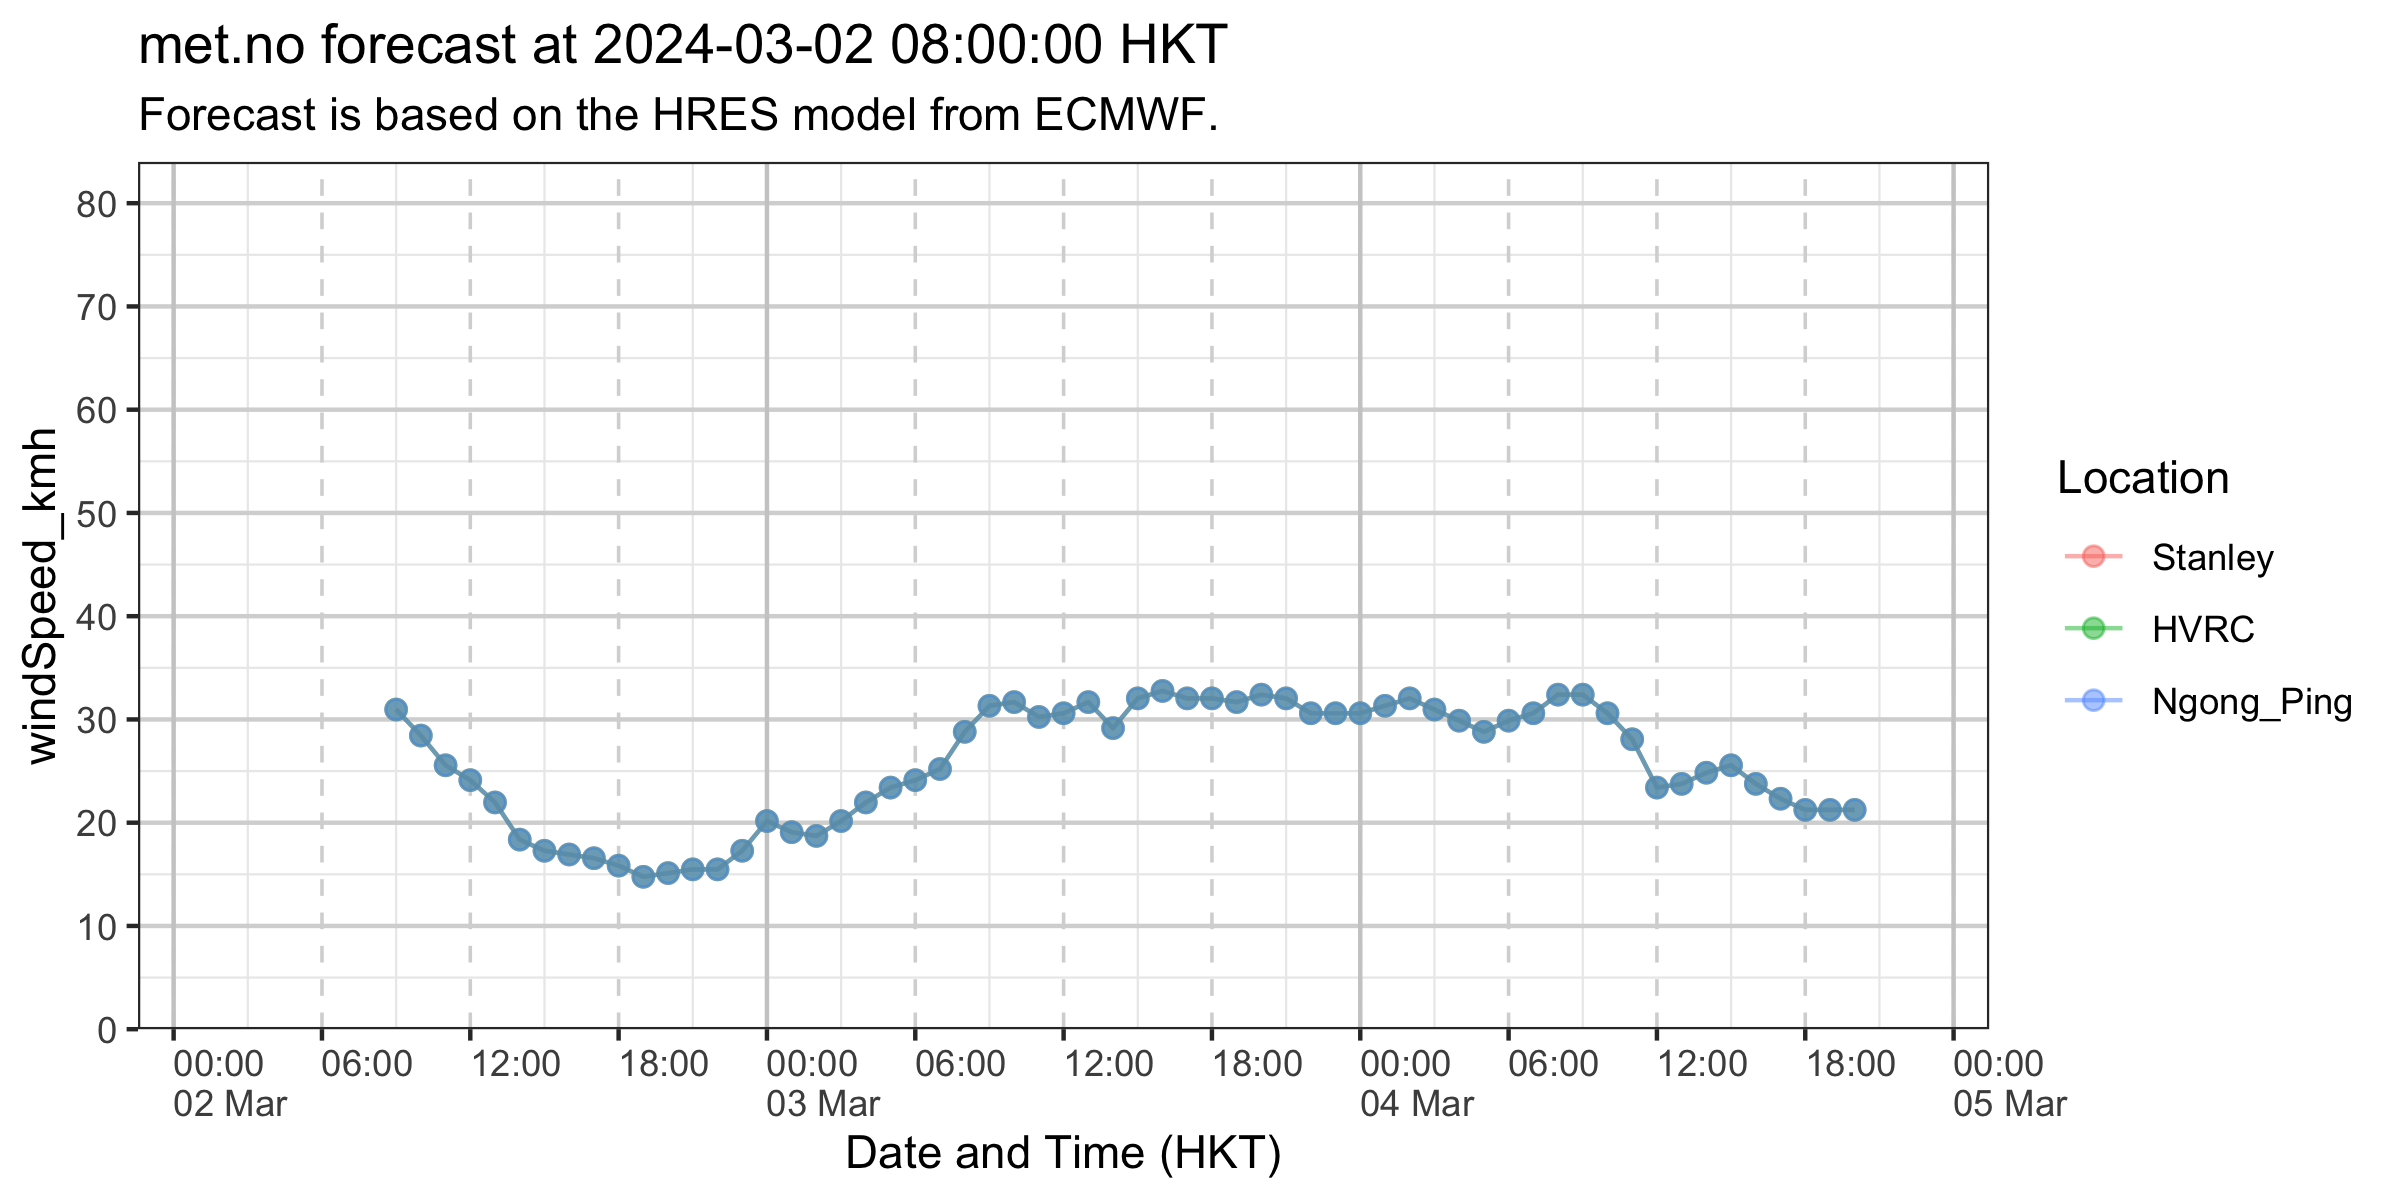 met.no forecast at 2024-03-02 08:00:00 HKT
Forecast is based on the HRES model from ECMWF.
windSpeed_kmh
80
70
60
50
40
30
20
10
0
00:00 06:00 12:00 18:00 00:00 06:00 12:00 18:00 00:00 06:00 12:00 18:00 00:00
02 Mar 03 Mar 04 Mar 05 Mar
Date and Time (HKT)
Location
Stanley
HVRC
Ngong_Ping